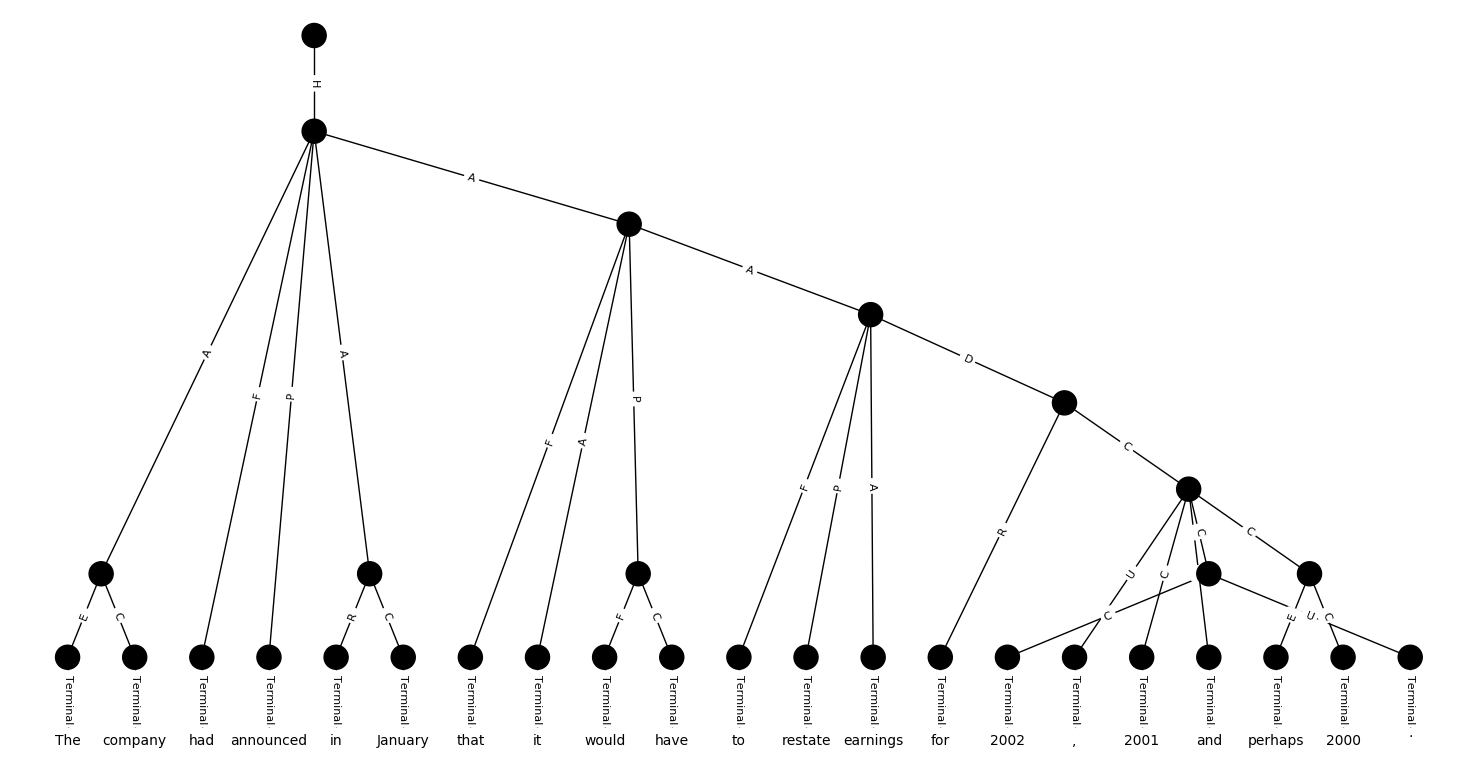 H
A
A
A
F
P
A
D
F
A
P
C
F
P
A
R
C
C
U
C
E
C
R
C
F
C
C
E
U
C
Terminal Terminal Terminal Terminal Terminal Terminal Terminal Terminal Terminal Terminal Terminal Terminal Terminal Terminal Terminal Terminal Terminal Terminal Terminal Terminal Terminal
The company had announced in January that it would have to restate earnings for 2002 , 2001 and perhaps 2000 .